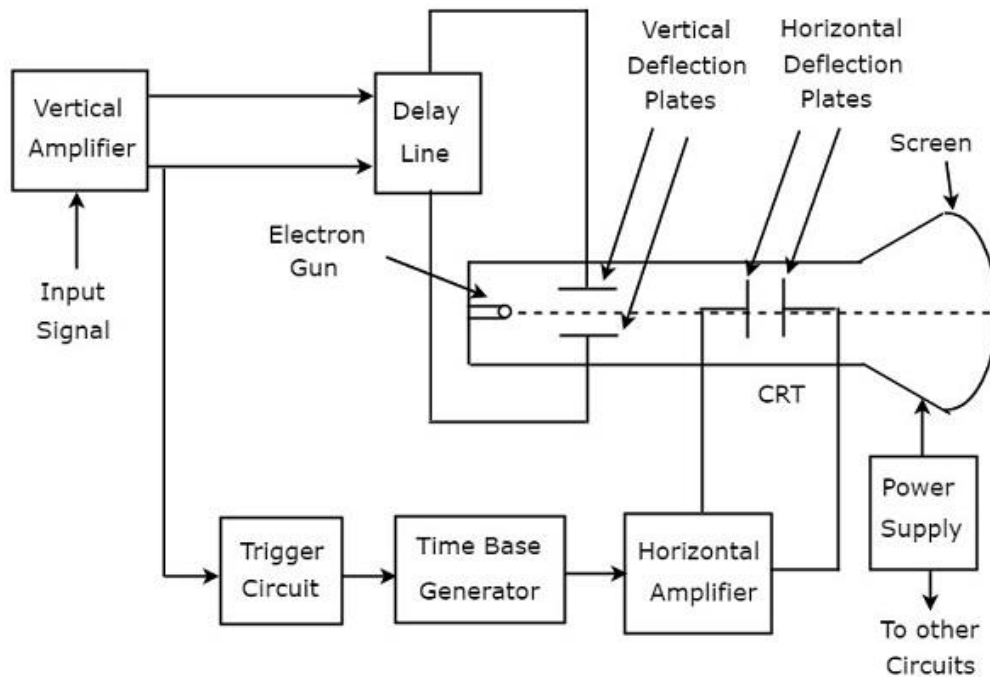 Vertical
Deflection
Plates
Horizontal
Deflection
Plates
Vertical
Amplifier
Delay
Line
Screen
Electron
Gun
Input
Signal
CRT
Power
Supply
Trigger
Circuit
Time Base
Generator
Horizontal
Amplifier
To other
Circuits